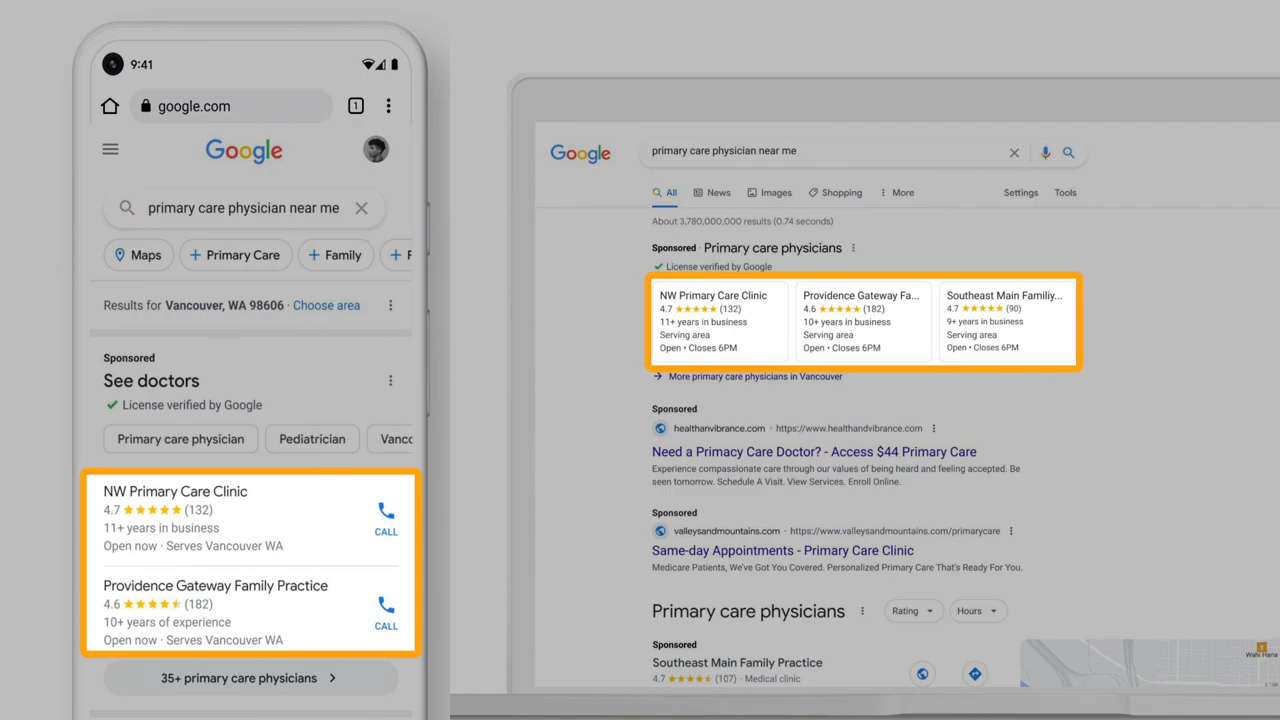 9:41
google.com
1
Google
primary care physician near me
Maps
+ Primary Care
+ Family
+ F
Results for Vancouver, WA 98606 · Choose area
Sponsored
See doctors
License verified by Google
Primary care physician
Pediatrician
Vanco
NW Primary Care Clinic
4.7 (132)
11+ years in business
Open now · Serves Vancouver WA
CALL
Providence Gateway Family Practice
4.6 (182)
10+ years of experience
Open now · Serves Vancouver WA
CALL
35+ primary care physicians
Google
primary care physician near me
All
News
Images
Shopping
More
Settings
Tools
About 3,780,000,000 results (0.74 seconds)
Sponsored · Primary care physicians
License verified by Google
NW Primary Care Clinic
4.7 (132)
11+ years in business
Serving area
Open • Closes 6PM
Providence Gateway Fa...
4.6 (182)
10+ years in business
Serving area
Open • Closes 6PM
Southeast Main Familiy...
4.7 (90)
9+ years in business
Serving area
Open • Closes 6PM
More primary care physicians in Vancouver
Sponsored
healthanvibrance.com · https://www.healthandvibrance.com
Need a Primacy Care Doctor? - Access $44 Primary Care
Experience compassionate care through our values of being heard and feeling accepted. Be
seen tomorrow. Schedule A Visit. View Services. Enroll Online.
Sponsored
valleysandmountains.com · https://www.valleysandmountains.com/primarycare
Same-day Appointments - Primary Care Clinic
Medicare Patients, We've Got You Covered. Personalized Primary Care That's Ready For You.
Primary care physicians
Rating
Hours
Sponsored
Southeast Main Family Practice
4.7 (107) · Medical clinic